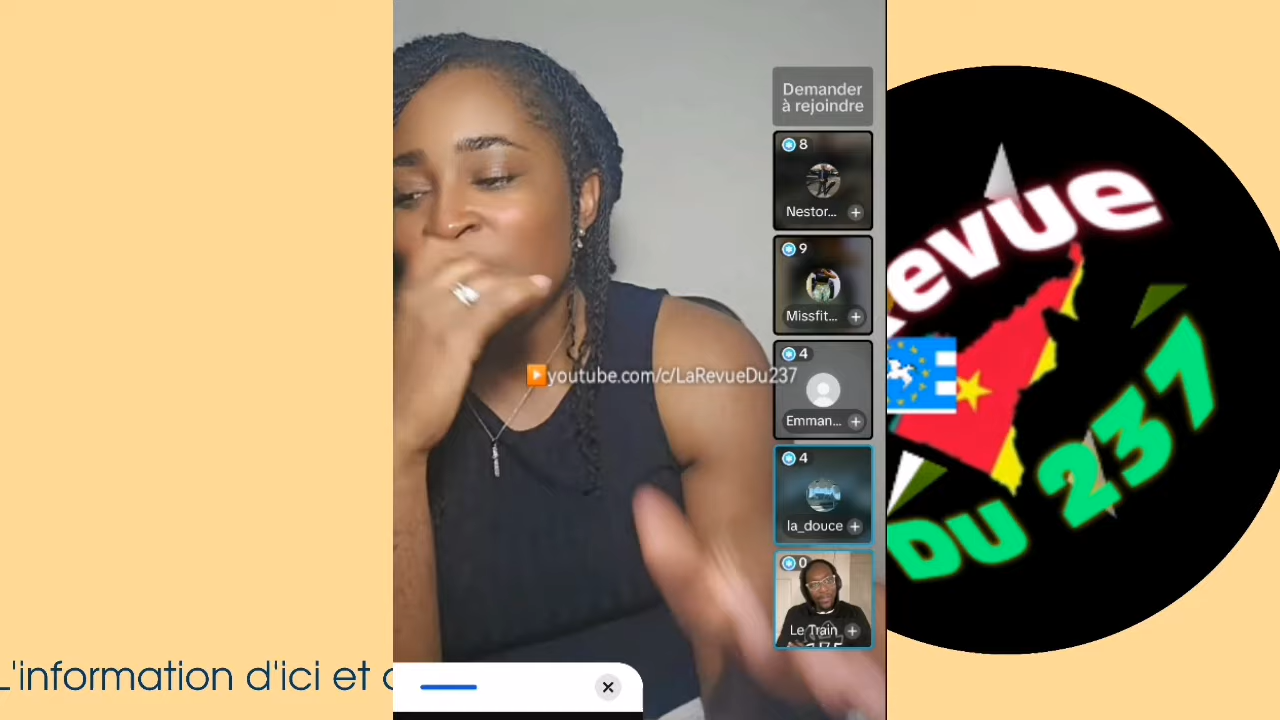 Demander
à rejoindre
8
Nestor...
9
Missfit...
4
Emman...
4
la_douce
0
Le Train
youtube.com/c/LaRevueDu237
Revue
Du 237
L'information d'ici et